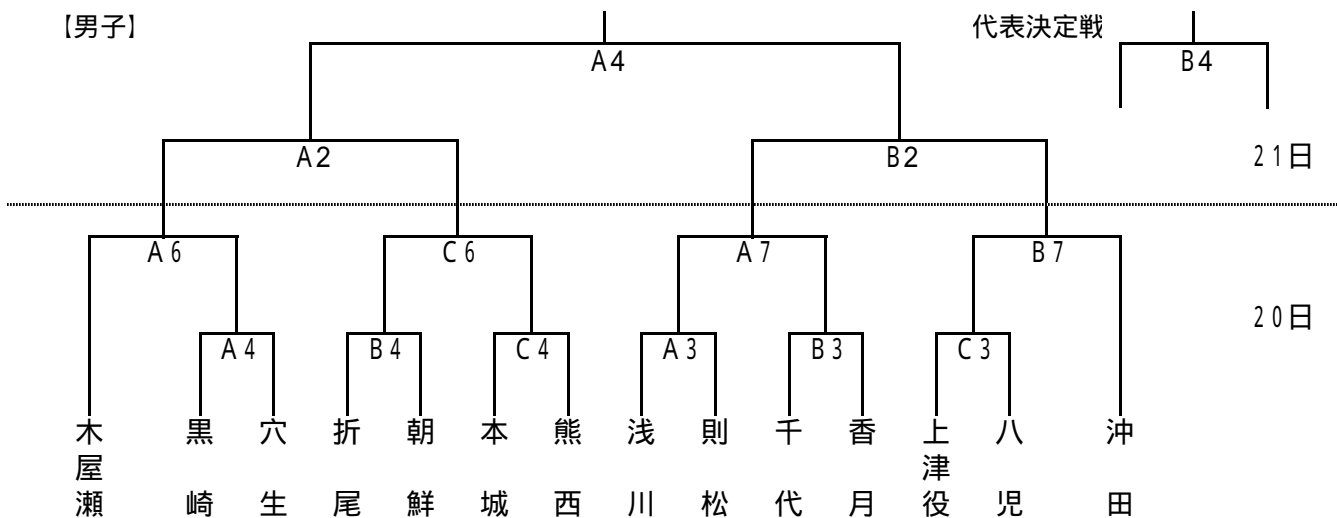 【男子】
代表決定戦
A4
B4
A2
B2
21日
A6
C6
A7
B7
20日
A4
B4
C4
A3
B3
C3
木屋瀬
黒崎
穴生
折尾
朝鮮
本城
熊西
浅川
則松
千代
香月
上津役
八児
沖田